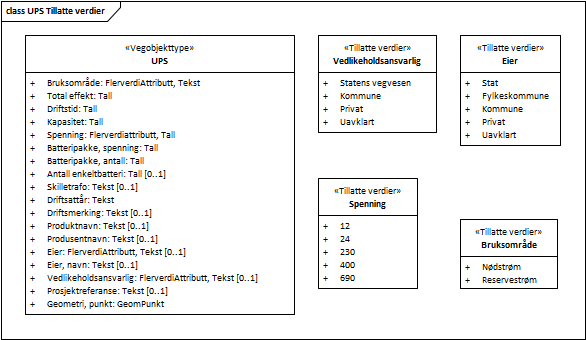 class UPS Tillatte verdier
«Vegobjekttype»
UPS
+ Bruksområde: FlerverdiAttributt, Tekst
+ Total effekt: Tall
+ Driftstid: Tall
+ Kapasitet: Tall
+ Spenning: Flerverdiattributt, Tall
+ Batteripakke, spenning: Tall
+ Batteripakke, antall: Tall
+ Antall enkeltbatteri: Tall [0..1]
+ Skilletrafo: Tekst [0..1]
+ Driftsattår: Tekst
+ Driftsmerking: Tekst [0..1]
+ Produktnavn: Tekst [0..1]
+ Produsentnavn: Tekst [0..1]
+ Eier: FlerverdiAttributt, Tekst [0..1]
+ Eier, navn: Tekst [0..1]
+ Vedlikeholdsansvarlig: FlerverdiAttributt, Tekst [0..1]
+ Prosjektreferanse: Tekst [0..1]
+ Geometri, punkt: GeomPunkt
«Tillatte verdier»
Vedlikeholdsansvarlig
+ Statens vegvesen
+ Kommune
+ Privat
+ Uavklart
«Tillatte verdier»
Eier
+ Stat
+ Fylkeskommune
+ Kommune
+ Privat
+ Uavklart
«Tillatte verdier»
Spenning
+ 12
+ 24
+ 230
+ 400
+ 690
«Tillatte verdier»
Bruksområde
+ Nødstrøm
+ Reservestrøm